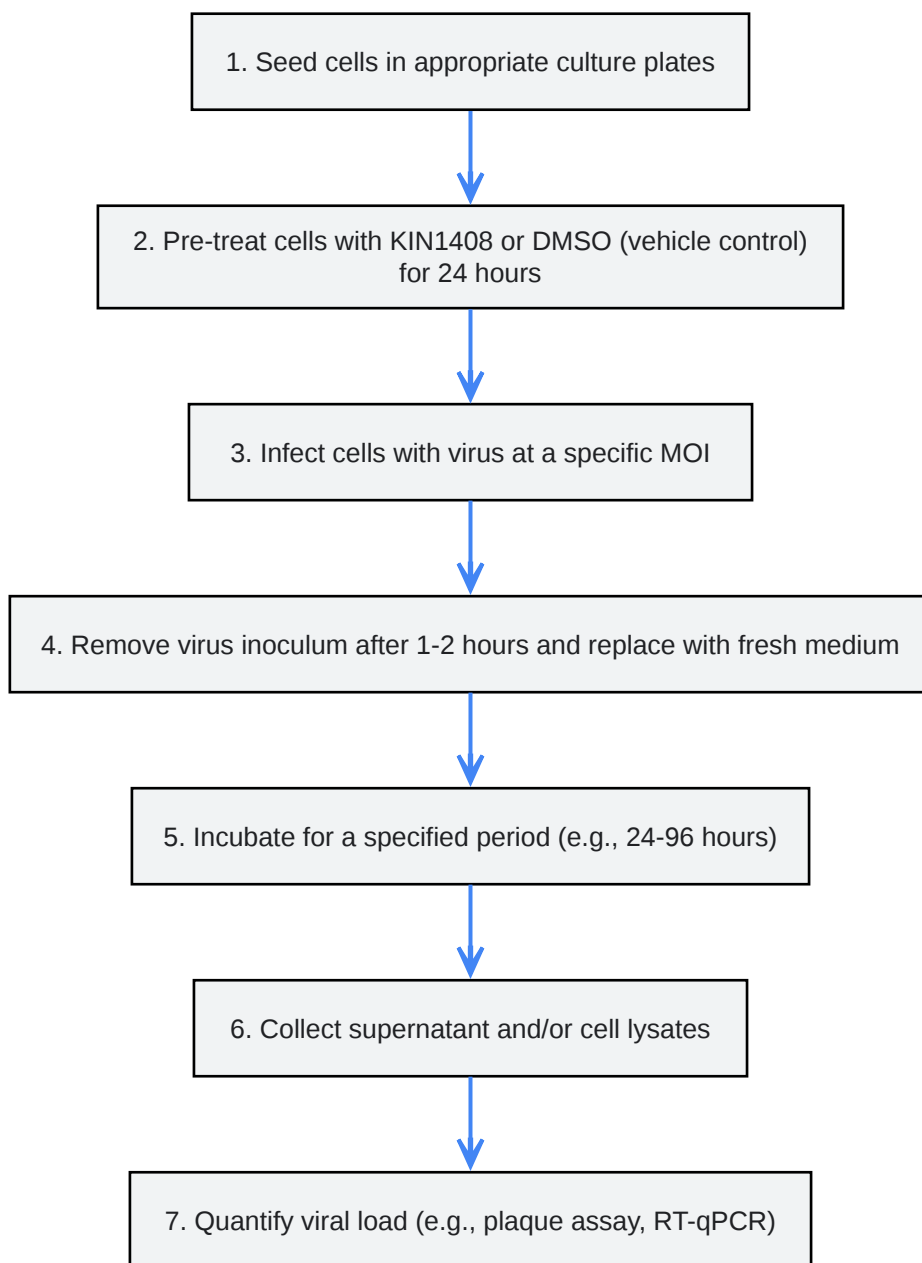 1. Seed cells in appropriate culture plates
2. Pre-treat cells with KIN1408 or DMSO (vehicle control)
for 24 hours
3. Infect cells with virus at a specific MOI
4. Remove virus inoculum after 1-2 hours and replace with fresh medium
5. Incubate for a specified period (e.g., 24-96 hours)
6. Collect supernatant and/or cell lysates
7. Quantify viral load (e.g., plaque assay, RT-qPCR)